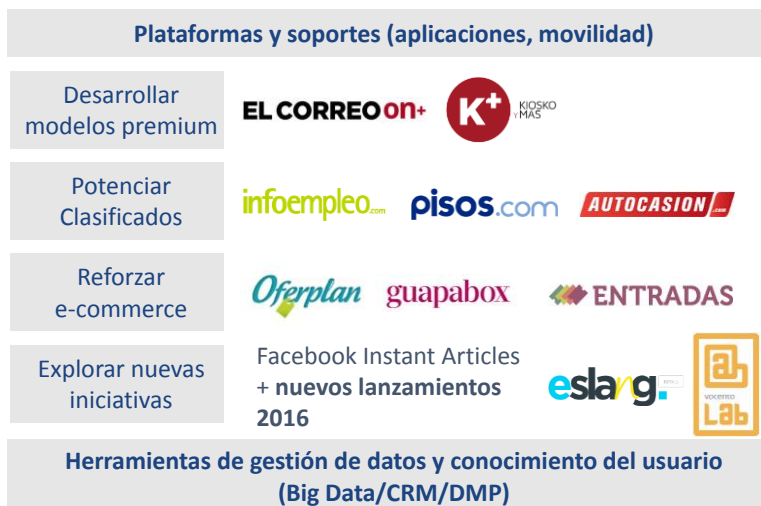 Plataformas y soportes (aplicaciones, movilidad)
Desarrollar
modelos premium
EL CORREO on+
K+
KIOSKO
Y MÁS
Potenciar
Clasificados
infoempleo.com
pisos.com
AUTOCASION.com
Reforzar
e-commerce
Oferplan
guapabox
ENTRADAS
Explorar nuevas
iniciativas
Facebook Instant Articles
+ nuevos lanzamientos
2016
eslang.
vocento
Lab
Herramientas de gestión de datos y conocimiento del usuario
(Big Data/CRM/DMP)